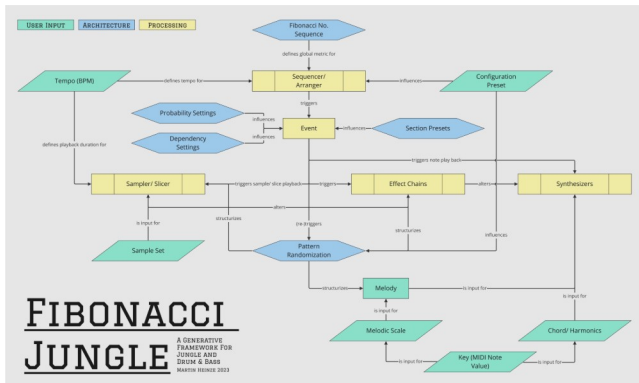 USER INPUT
ARCHITECTURE
PROCESSING
Fibonacci No.
Sequence
defines global metric for
Tempo (BPM)
defines tempo for
Sequencer/
Arranger
influences
Configuration
Preset
triggers
Probability Settings
influences
Event
influences
Section Presets
Dependency
Settings
influences
defines playback duration for
triggers note play back
Sampler/ Slicer
triggers sample/ slice playback
triggers
Effect Chains
alters
Synthesizers
alters
is input for
structurizes
(re-)triggers
structurizes
influences
Sample Set
Pattern
Randomization
structurizes
Melody
is input for
is input for
is input for
Melodic Scale
Chord/ Harmonics
is input for
Key (MIDI Note
Value)
is input for
FIBONACCI
JUNGLE
A GENERATIVE
FRAMEWORK FOR
JUNGLE AND
DRUM & BASS
MARTIN HEINZE 2023